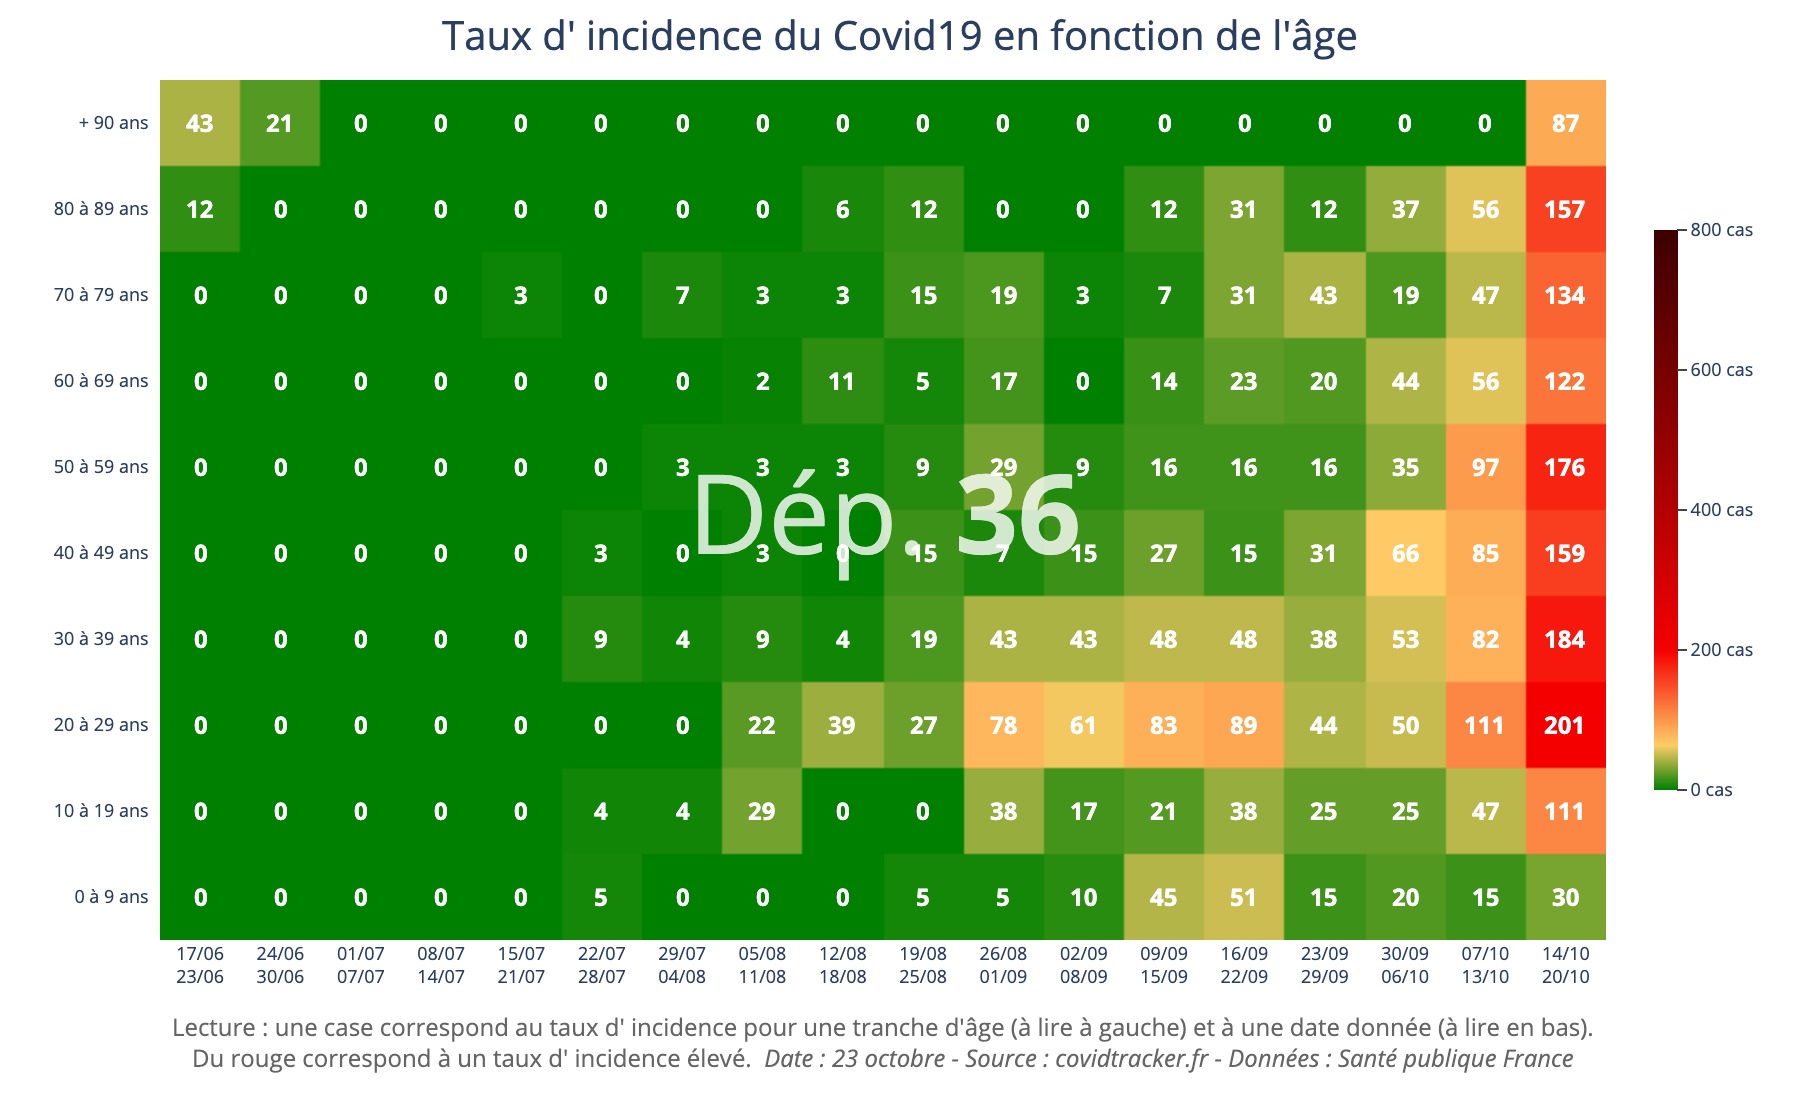 Taux d' incidence du Covid19 en fonction de l'âge
+ 90 ans 43 21 0 0 0 0 0 0 0 0 0 0 0 0 0 0 0 87
80 à 89 ans 12 0 0 0 0 0 0 0 6 12 0 0 12 31 12 37 56 157
800 cas
70 à 79 ans 0 0 0 0 3 0 7 3 3 15 19 3 7 31 43 19 47 134
600 cas
60 à 69 ans 0 0 0 0 0 0 0 2 11 5 17 0 14 23 20 44 56 122
50 à 59 ans 0 0 0 0 0 0 3 3 3 9 29 9 16 16 16 35 97 176
Dép. 36
400 cas
40 à 49 ans 0 0 0 0 0 3 0 3 0 15 7 15 27 15 31 66 85 159
30 à 39 ans 0 0 0 0 0 9 4 9 4 19 43 43 48 48 38 53 82 184
200 cas
20 à 29 ans 0 0 0 0 0 0 0 22 39 27 78 61 83 89 44 50 111 201
0 cas
10 à 19 ans 0 0 0 0 0 4 4 29 0 0 38 17 21 38 25 25 47 111
0 à 9 ans 0 0 0 0 0 5 0 0 0 5 5 10 45 51 15 20 15 30
17/06 24/06 01/07 08/07 15/07 22/07 29/07 05/08 12/08 19/08 26/08 02/09 09/09 16/09 23/09 30/09 07/10 14/10
23/06 30/06 07/07 14/07 21/07 28/07 04/08 11/08 18/08 25/08 01/09 08/09 15/09 22/09 29/09 06/10 13/10 20/10
Lecture : une case correspond au taux d' incidence pour une tranche d'âge (à lire à gauche) et à une date donnée (à lire en bas).
Du rouge correspond à un taux d' incidence élevé. Date : 23 octobre - Source : covidtracker.fr - Données : Santé publique France